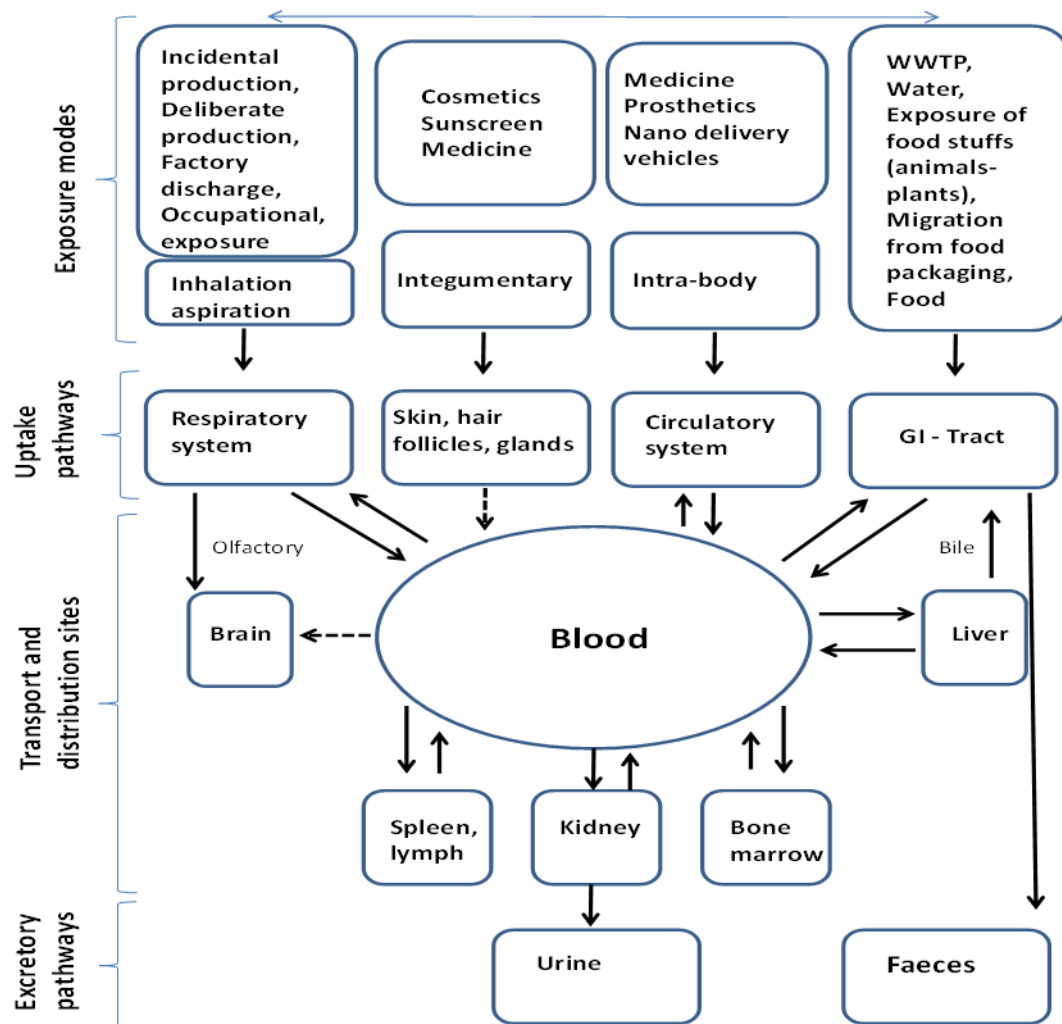 Exposure modes
Incidental
production,
Deliberate
production,
Factory
discharge,
Occupational,
exposure
Cosmetics
Sunscreen
Medicine
Medicine
Prosthetics
Nano delivery
vehicles
WWTP,
Water,
Exposure of
food stuffs
(animals-
plants),
Migration
from food
packaging,
Food
Inhalation
aspiration
Integumentary
Intra-body
Uptake
pathways
Respiratory
system
Skin, hair
follicles, glands
Circulatory
system
GI - Tract
Transport and
distribution sites
Olfactory
Bile
Brain
Blood
Liver
Spleen,
lymph
Kidney
Bone
marrow
Excretory
pathways
Urine
Faeces